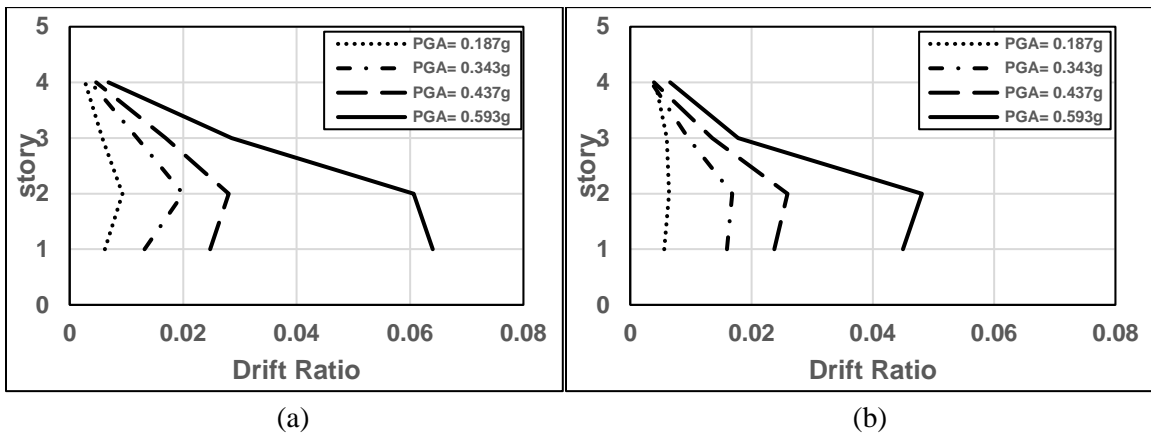 5
4
3
2
1
0
story
0 0.02 0.04 0.06 0.08
Drift Ratio
PGA= 0.187g
PGA= 0.343g
PGA= 0.437g
PGA= 0.593g
(a)
5
4
3
2
1
0
story
0 0.02 0.04 0.06 0.08
Drift Ratio
PGA= 0.187g
PGA= 0.343g
PGA= 0.437g
PGA= 0.593g
(b)